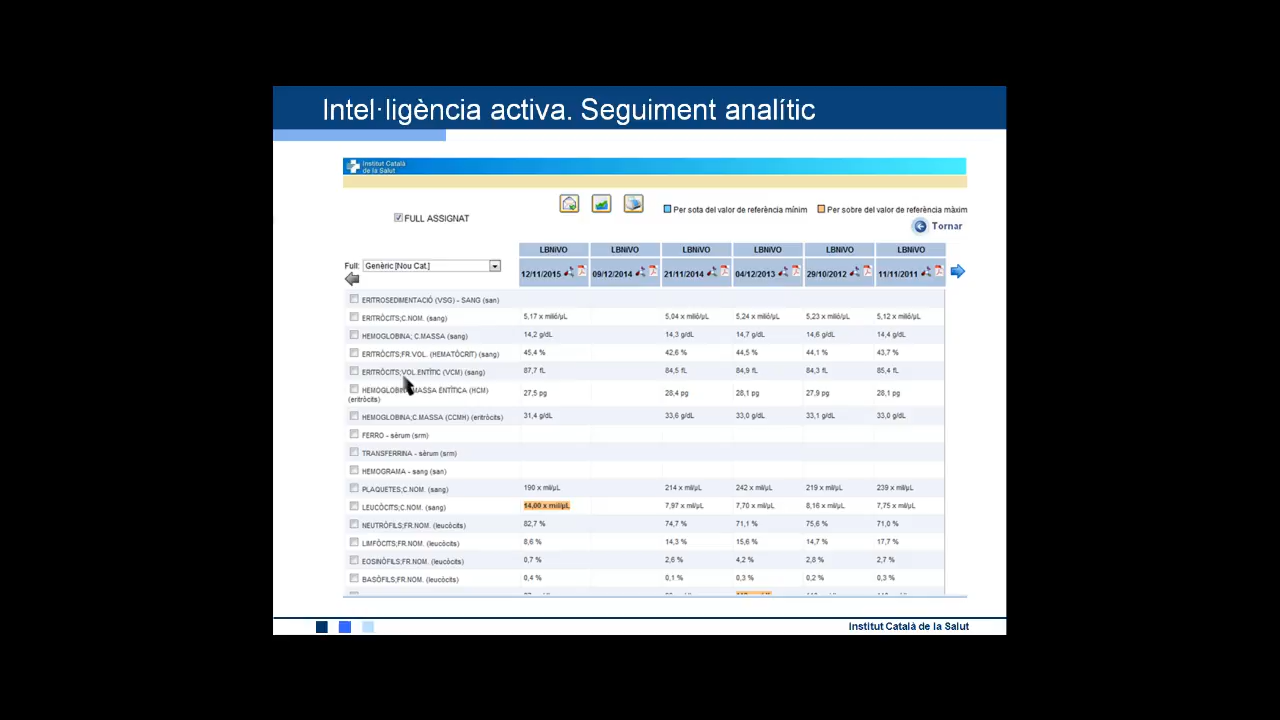 Intel·ligència activa. Seguiment analític
Institut Català
de la Salut
Per sota del valor de referència mínim Per sobre del valor de referència màxim
FULL ASSIGNAT
Tornar
LBNiVO LBNiVO LBNiVO LBNiVO LBNiVO LBNiVO
Full: Genèric [Nou Cat.]
12/11/2015 09/12/2014 21/11/2014 04/12/2013 29/10/2012 11/11/2011
ERITROSEDIMENTACIÓ (VSG) - SANG (san)
ERITRÒCITS;C.NOM. (sang) 5,17 x milió/µL 5,04 x milió/µL 5,24 x milió/µL 5,23 x milió/µL 5,12 x milió/µL
HEMOGLOBINA; C.MASSA (sang) 14,2 g/dL 14,3 g/dL 14,7 g/dL 14,6 g/dL 14,4 g/dL
ERITRÒCITS;FR.VOL. (HEMATÒCRIT) (sang) 45,4 % 42,6 % 44,5 % 44,1 % 43,7 %
ERITRÒCITS;VOL.ENTÍTIC (VCM) (sang) 87,7 fL 84,5 fL 84,9 fL 84,3 fL 85,4 fL
HEMOGLOBINA;MASSA ENTÍTICA (HCM)
(eritròcits) 27,5 pg 28,4 pg 28,1 pg 27,9 pg 28,1 pg
HEMOGLOBINA;C.MASSA (CCMH) (eritròcits) 31,4 g/dL 33,6 g/dL 33,0 g/dL 33,1 g/dL 33,0 g/dL
FERRO - sèrum (srm)
TRANSFERRINA - sèrum (srm)
HEMOGRAMA - sang (san)
PLAQUETES;C.NOM. (sang) 190 x mil/µL 214 x mil/µL 242 x mil/µL 219 x mil/µL 239 x mil/µL
LEUCÒCITS;C.NOM. (sang) 14,00 x mil/µL 7,97 x mil/µL 7,70 x mil/µL 8,16 x mil/µL 7,75 x mil/µL
NEUTRÒFILS;FR.NOM. (leucòcits) 82,7 % 74,7 % 71,1 % 75,6 % 71,0 %
LIMFÒCITS;FR.NOM. (leucòcits) 8,6 % 14,3 % 15,6 % 14,7 % 17,7 %
EOSINÒFILS;FR.NOM. (leucòcits) 0,7 % 2,6 % 4,2 % 2,8 % 2,7 %
BASÒFILS;FR.NOM. (leucòcits) 0,4 % 0,1 % 0,3 % 0,2 % 0,3 %
Institut Català de la Salut